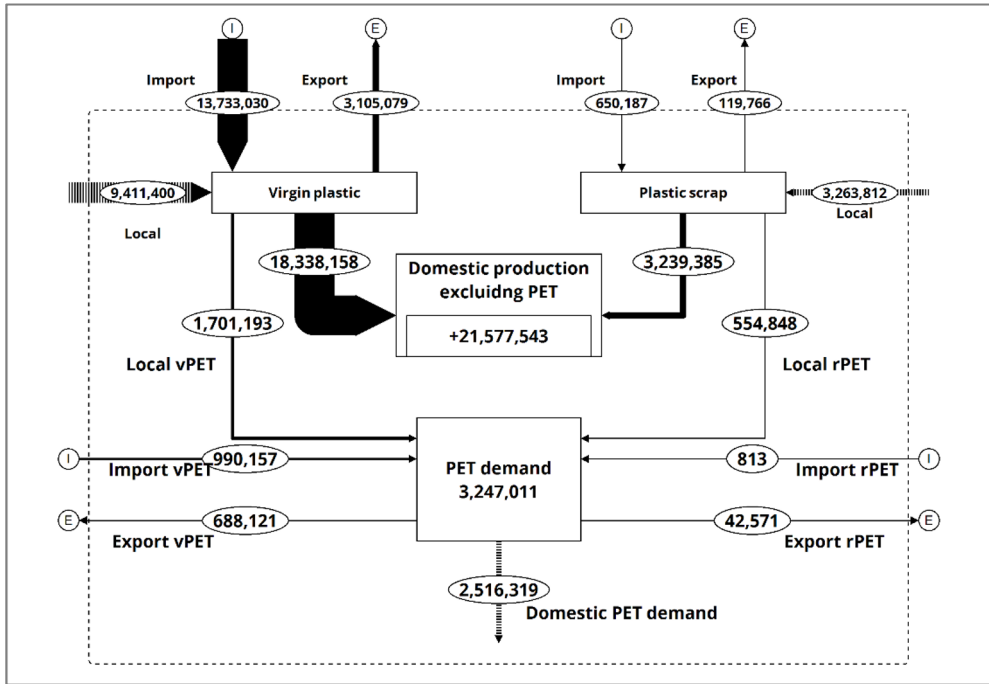 I E I E
Import Export Import Export
13,733,030 3,105,079 650,187 119,766
9,411,400 Virgin plastic Plastic scrap 3,263,812
Local Local
18,338,158 Domestic production 3,239,385
excluidng PET
1,701,193 +21,577,543 554,848
Local vPET Local rPET
I 990,157 PET demand 813 I
Import vPET 3,247,011 Import rPET
E 688,121 42,571 E
Export vPET Export rPET
2,516,319
Domestic PET demand